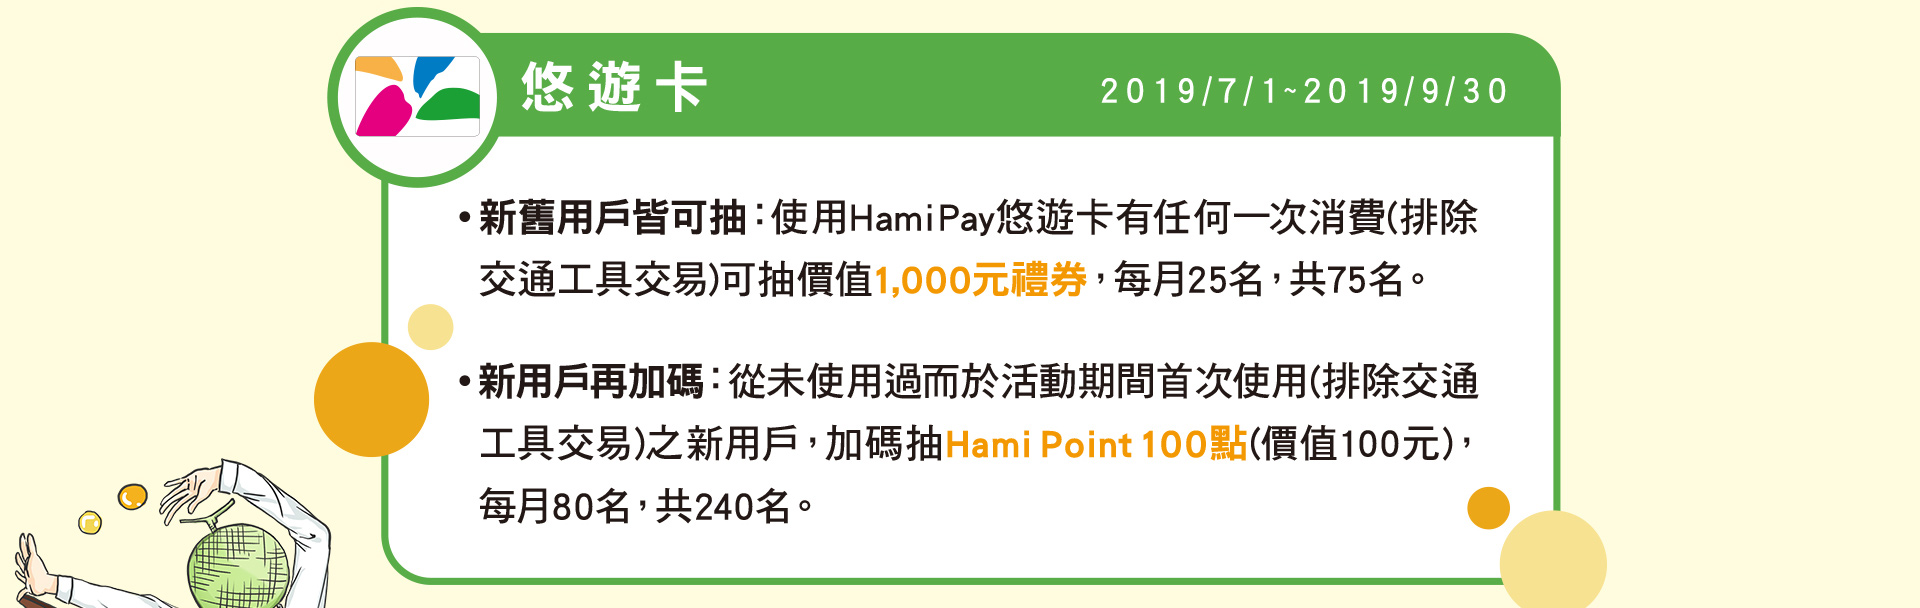 悠遊卡
2019/7/1~2019/9/30
•新舊用戶皆可抽：使用HamiPay悠遊卡有任何一次消費(排除
交通工具交易)可抽價值1,000元禮券，每月25名，共75名。
•新用戶再加碼：從未使用過而於活動期間首次使用(排除交通
工具交易)之新用戶，加碼抽Hami Point 100點(價值100元)，
每月80名，共240名。